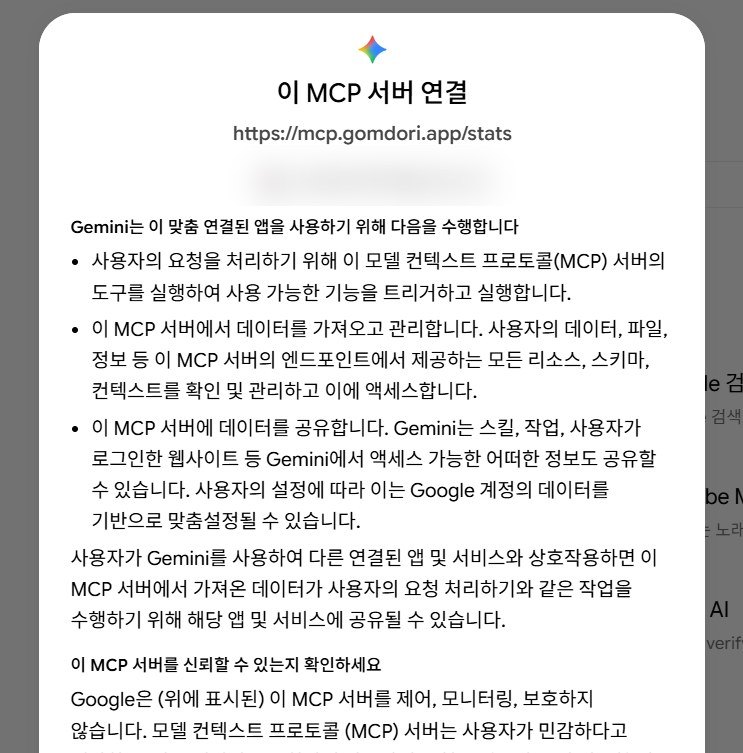 이 MCP 서버 연결
https://mcp.gomdori.app/stats
Gemini는 이 맞춤 연결된 앱을 사용하기 위해 다음을 수행합니다
• 사용자의 요청을 처리하기 위해 이 모델 컨텍스트 프로토콜(MCP) 서버의
도구를 실행하여 사용 가능한 기능을 트리거하고 실행합니다.
• 이 MCP 서버에서 데이터를 가져오고 관리합니다. 사용자의 데이터, 파일,
정보 등 이 MCP 서버의 엔드포인트에서 제공하는 모든 리소스, 스키마,
컨텍스트를 확인 및 관리하고 이에 액세스합니다.
• 이 MCP 서버에 데이터를 공유합니다. Gemini는 스킬, 작업, 사용자가
로그인한 웹사이트 등 Gemini에서 액세스 가능한 어떠한 정보도 공유할
수 있습니다. 사용자의 설정에 따라 이는 Google 계정의 데이터를
기반으로 맞춤설정될 수 있습니다.
사용자가 Gemini를 사용하여 다른 연결된 앱 및 서비스와 상호작용하면 이
MCP 서버에서 가져온 데이터가 사용자의 요청 처리하기와 같은 작업을
수행하기 위해 해당 앱 및 서비스에 공유될 수 있습니다.
이 MCP 서버를 신뢰할 수 있는지 확인하세요
Google은 (위에 표시된) 이 MCP 서버를 제어, 모니터링, 보호하지
않습니다. 모델 컨텍스트 프로토콜 (MCP) 서버는 사용자가 민감하다고
검색
AI